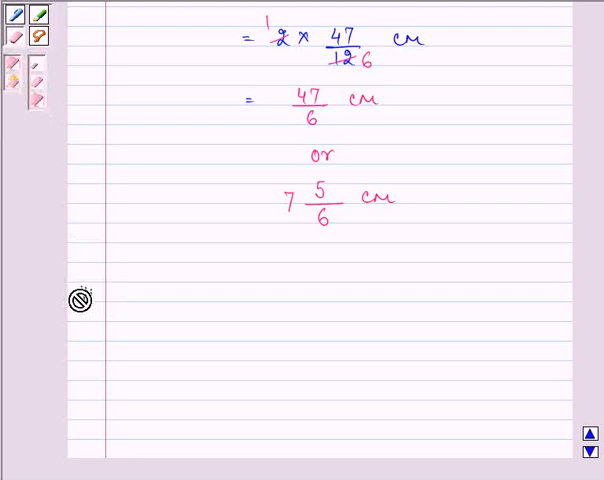 = 1 2 × 47/12 6 cm
= 47/6 cm
or
7 5/6 cm